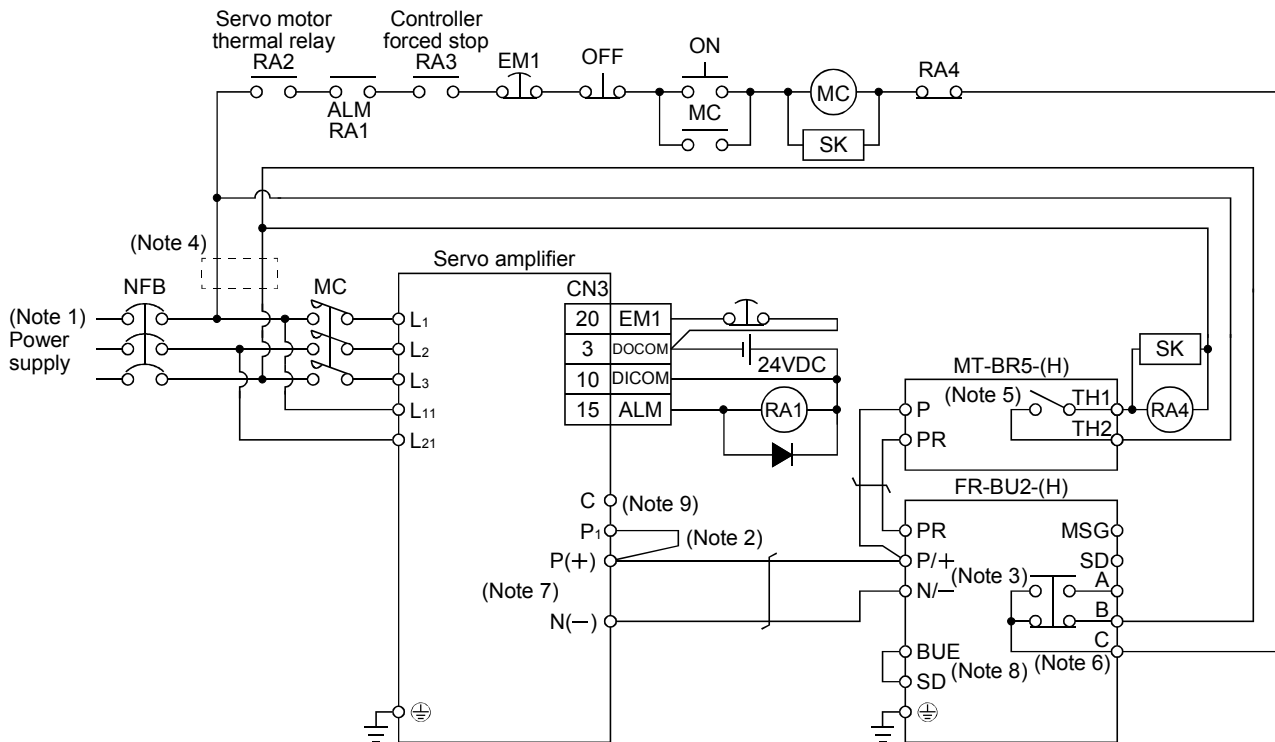 Servo motor
thermal relay
RA2
Controller
forced stop
RA3
ALM
RA1
EM1
OFF
ON
MC
MC
SK
RA4
(Note 4)
NFB
MC
(Note 1)
Power
supply
Servo amplifier
L1
L2
L3
L11
L21
CN3
20 EM1
3 DOCOM
10 DICOM
15 ALM
24VDC
RA1
C (Note 9)
P1
(Note 2)
P(+)
(Note 7)
N(−)
MT-BR5-(H)
(Note 5)
P
PR
TH1
TH2
SK
RA4
FR-BU2-(H)
PR
P/+
N/−
BUE
SD
MSG
SD
A
B
C
(Note 3)
(Note 8)
(Note 6)